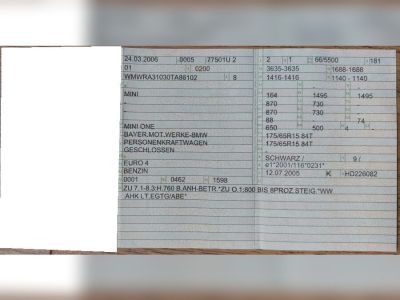 24.03.2006 0005 77501U.2
01 0200
WMWRA31030TA86102 8
-
MINI
-
-
MINI ONE
BAYER.MOT.WERKE-BMW
PERSONENKRAFTWAGEN
GESCHLOSSEN
-
EURO 4
BENZIN
0001 0462 1598
2 1 66/5500 181
3635-3635 1688-1688
1416-1416 1140-1140
- - -
164 1495 1495
870 730 -
870 730 -
88 - 74
650 500 4
175/65R15 84T
175/65R15 84T
-
SCHWARZ / 9 /
e1*2001/116*0231*
12.07.2005 K -HD226082
ZU 7.1-8.3:H.760 B.ANH-BETR.*ZU O.1:800 BIS 8PROZ.STEIG.*WW
.AHK LT.EGTG/ABE*